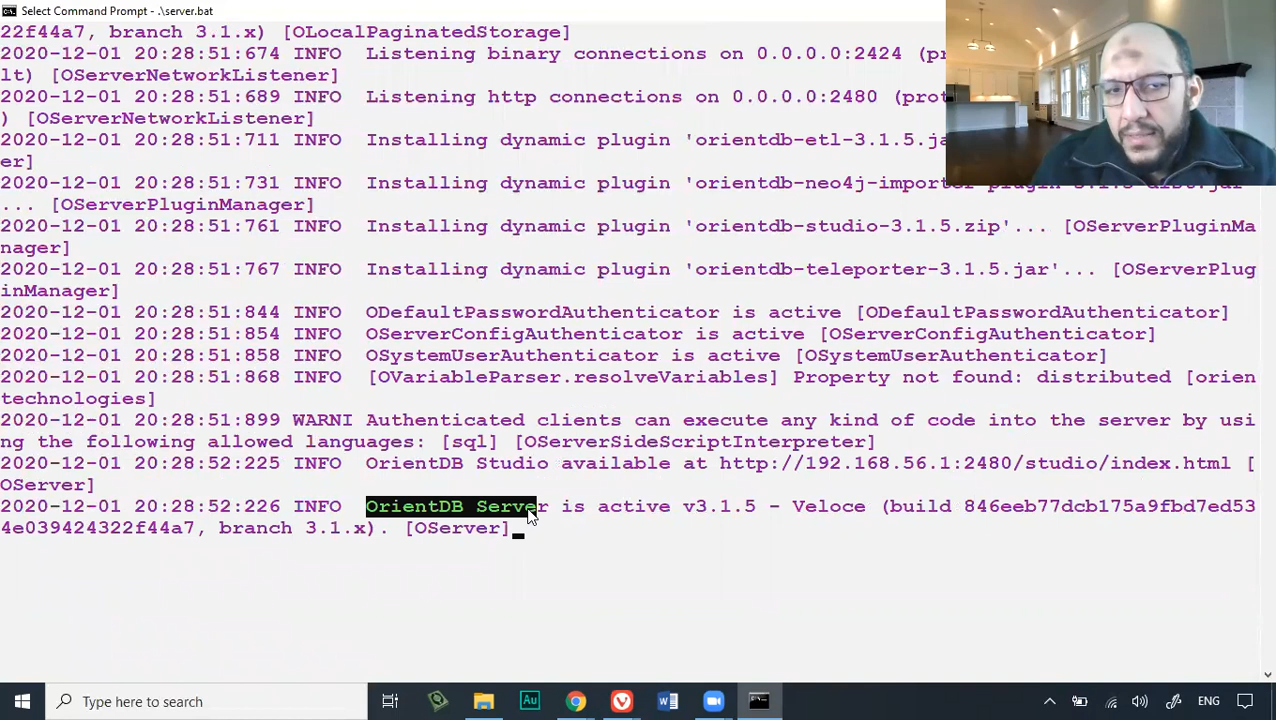 Select Command Prompt - .\server.bat
22f44a7, branch 3.1.x) [OLocalPaginatedStorage]
2020-12-01 20:28:51:674 INFO  Listening binary connections on 0.0.0.0:2424 (p
lt) [OServerNetworkListener]
2020-12-01 20:28:51:689 INFO  Listening http connections on 0.0.0.0:2480 (prot
) [OServerNetworkListener]
2020-12-01 20:28:51:711 INFO  Installing dynamic plugin 'orientdb-etl-3.1.5.ja
er]
2020-12-01 20:28:51:731 INFO  Installing dynamic plugin 'orientdb-neo4j-importer-plugin-3.1.5-dist.jar'
... [OServerPluginManager]
2020-12-01 20:28:51:761 INFO  Installing dynamic plugin 'orientdb-studio-3.1.5.zip'... [OServerPluginMa
nager]
2020-12-01 20:28:51:767 INFO  Installing dynamic plugin 'orientdb-teleporter-3.1.5.jar'... [OServerPlug
inManager]
2020-12-01 20:28:51:844 INFO  ODefaultPasswordAuthenticator is active [ODefaultPasswordAuthenticator]
2020-12-01 20:28:51:854 INFO  OServerConfigAuthenticator is active [OServerConfigAuthenticator]
2020-12-01 20:28:51:858 INFO  OSystemUserAuthenticator is active [OSystemUserAuthenticator]
2020-12-01 20:28:51:868 INFO  [OVariableParser.resolveVariables] Property not found: distributed [orien
technologies]
2020-12-01 20:28:51:899 WARNI Authenticated clients can execute any kind of code into the server by usi
ng the following allowed languages: [sql] [OServerSideScriptInterpreter]
2020-12-01 20:28:52:225 INFO  OrientDB Studio available at http://192.168.56.1:2480/studio/index.html [
OServer]
2020-12-01 20:28:52:226 INFO  OrientDB Server is active v3.1.5 - Veloce (build 846eeb77dcb175a9fbd7ed53
4e039424322f44a7, branch 3.1.x). [OServer]
Type here to search
Au
ENG